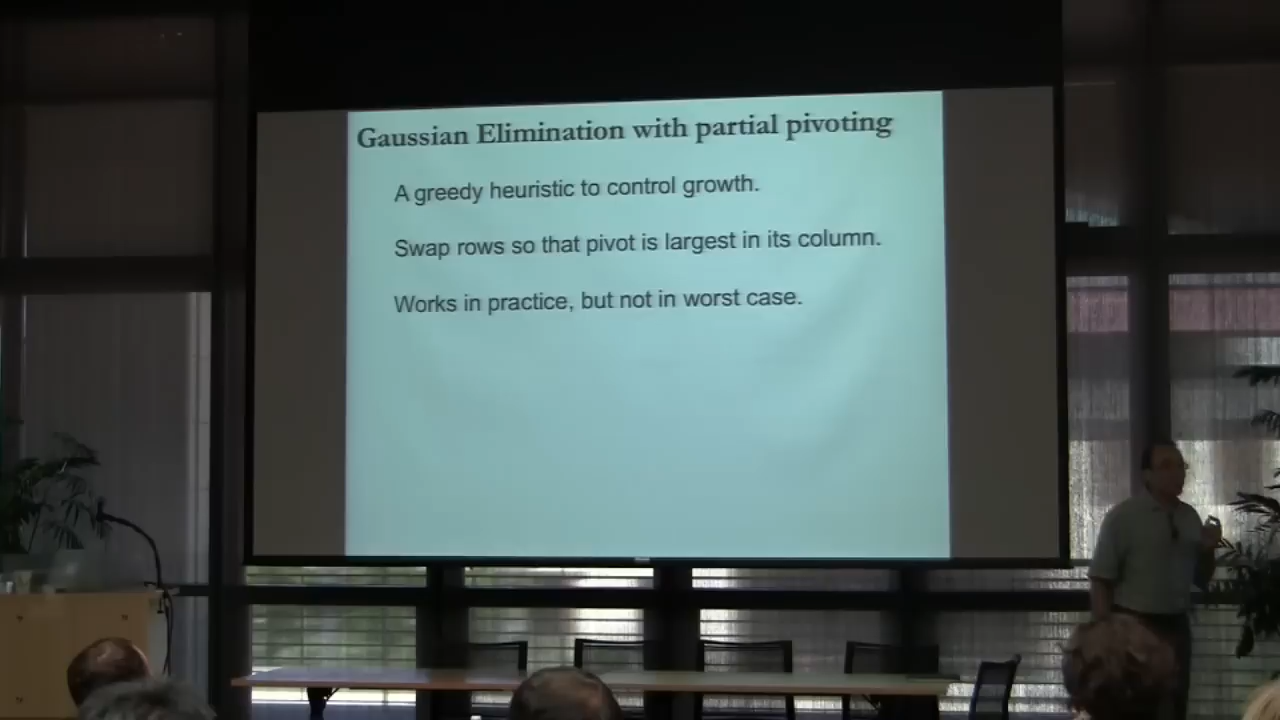 Gaussian Elimination with partial pivoting
A greedy heuristic to control growth.
Swap rows so that pivot is largest in its column.
Works in practice, but not in worst case.